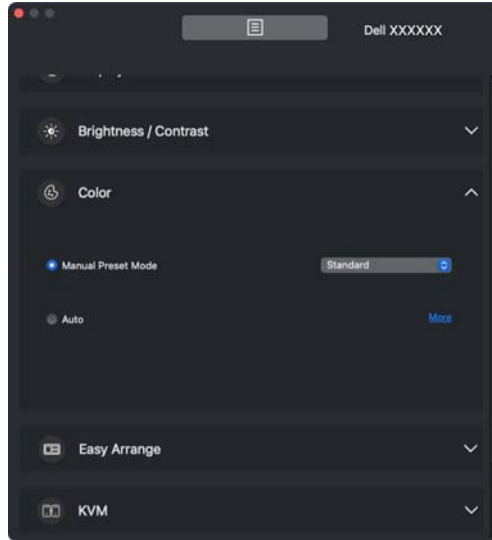 Dell XXXXXX
Brightness / Contrast
Color
Manual Preset Mode
Standard
Auto
More
Easy Arrange
KVM